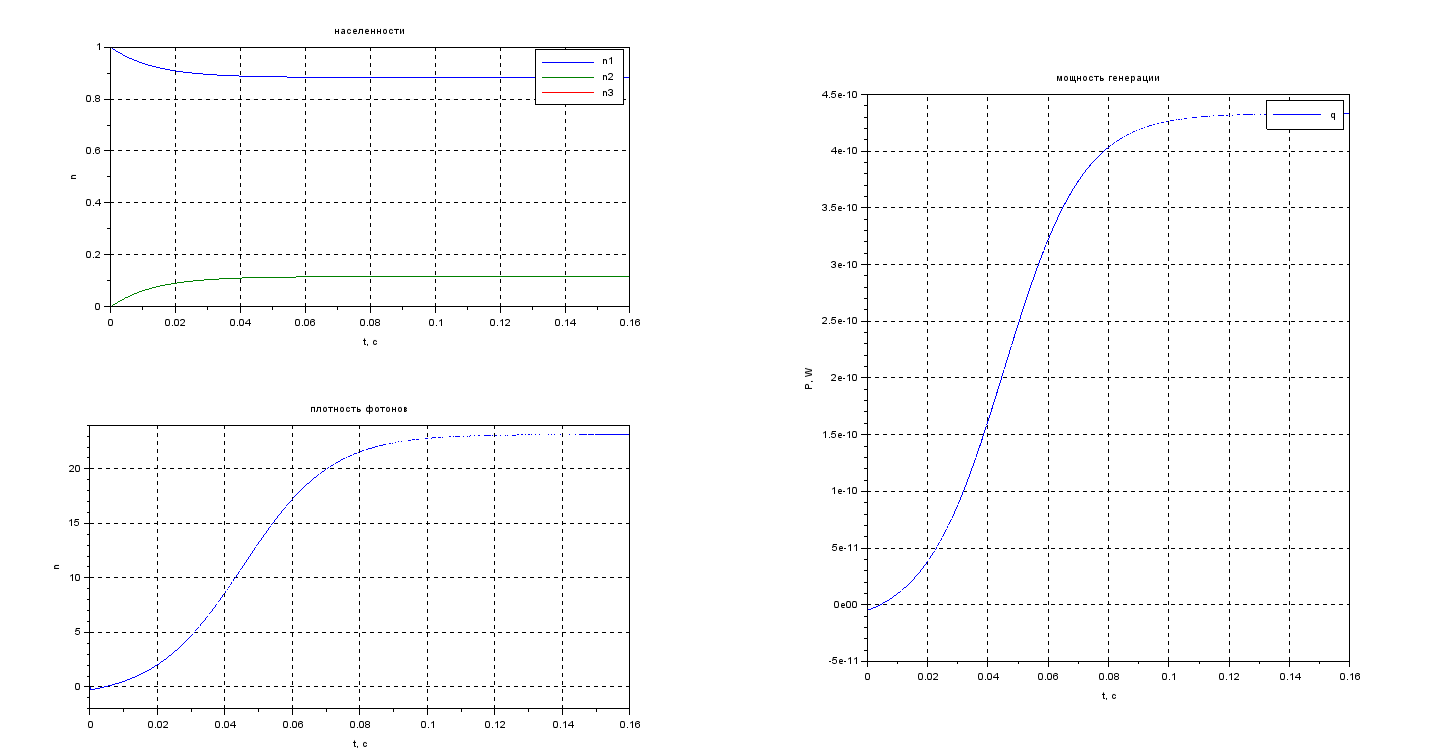 населенности
1
0.8
0.6
0.4
0.2
0
n
n1
n2
n3
0 0.02 0.04 0.06 0.08 0.1 0.12 0.14 0.16
t, c
плотность фотонов
20
15
10
5
0
n
0 0.02 0.04 0.06 0.08 0.1 0.12 0.14 0.16
t, c
мощность генерации
4.5e-10
4e-10
3.5e-10
3e-10
2.5e-10
2e-10
1.5e-10
1e-10
5e-11
0e00
-5e-11
P, W
q
0 0.02 0.04 0.06 0.08 0.1 0.12 0.14 0.16
t, c